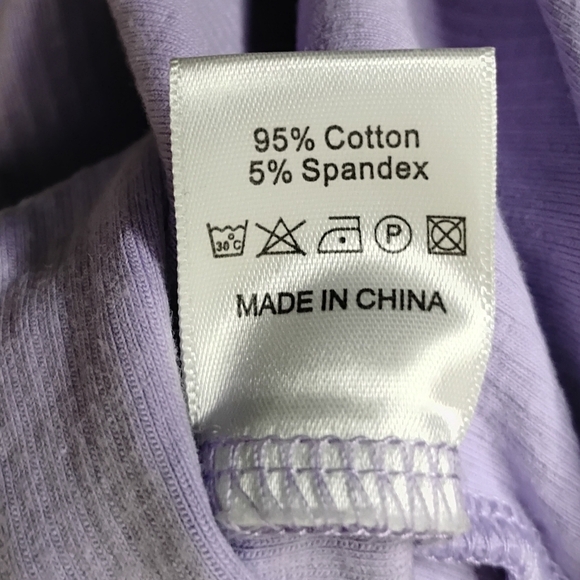 95% Cotton
5% Spandex
30°C P
MADE IN CHINA